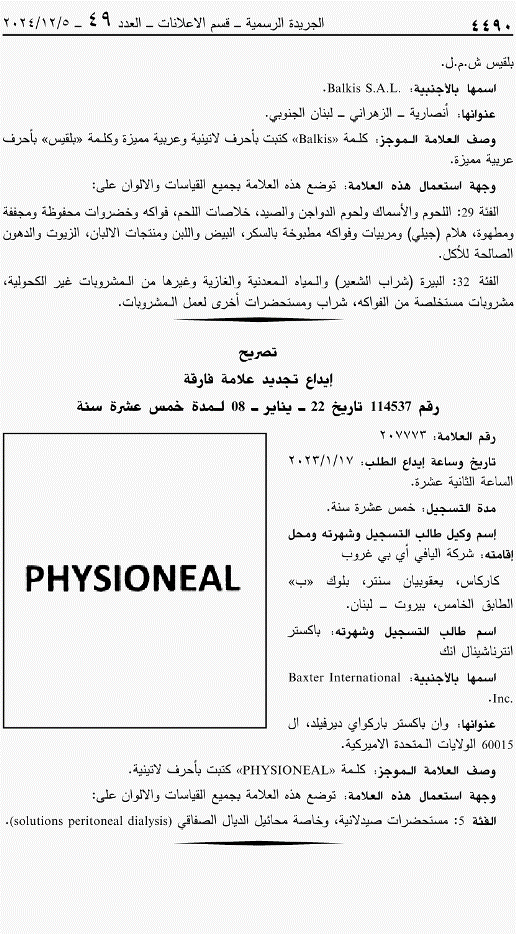 ٤٤٩٠ الجريدة الرسمية ـ قسم الاعلانات ـ العدد ٤٩ ـ ٢٠٢٤/١٢/٥
بلقيس ش.م.ل.
اسمها بالأجنبية: Balkis S.A.L.
عنوانها: أنصارية ـ الزهراني ـ لبنان الجنوبي.
وصف العلامة الموجز: كلمة «Balkis» كتبت بأحرف لاتينية وعربية مميزة وكلمة «بلقيس» بأحرف
عربية مميزة.
وجهة استعمال هذه العلامة: توضع هذه العلامة بجميع القياسات والالوان على:
الفئة 29: اللحوم والأسماك ولحوم الدواجن والصيد، خلاصات اللحم، فواكه وخضروات محفوظة ومجففة
ومطهوة، هلام (جيلي) ومربيات وفواكه مطبوخة بالسكر، البيض واللبن ومنتجات الالبان، الزيوت والدهون
الصالحة للأكل.
الفئة 32: البيرة (شراب الشعير) والمياه المعدنية والغازية وغيرها من المشروبات غير الكحولية،
مشروبات مستخلصة من الفواكه، شراب ومستحضرات أخرى لعمل المشروبات.
تصريح
إيداع تجديد علامة فارقة
رقم 114537 تاريخ 22 ـ يناير ـ 08 لمدة خمس عشرة سنة
رقم العلامة: ٢٠٧٧٧٣
تاريخ وساعة إيداع الطلب: ٢٠٢٣/١/١٧
الساعة الثانية عشرة.
مدة التسجيل: خمس عشرة سنة.
إسم وكيل طالب التسجيل وشهرته ومحل
إقامته: شركة اليافي أي بي غروب
كاركاس، يعقوبيان سنتر، بلوك «ب»
الطابق الخامس، بيروت ـ لبنان.
اسم طالب التسجيل وشهرته: باكستر
انترناشينال انك
اسمها بالأجنبية: Baxter International
Inc.
عنوانها: وان باكستر باركواي ديرفيلد، ال
60015 الولايات المتحدة الاميركية.
PHYSIONEAL
وصف العلامة الموجز: كلمة «PHYSIONEAL» كتبت بأحرف لاتينية.
وجهة استعمال هذه العلامة: توضع هذه العلامة بجميع القياسات والالوان على:
الفئة 5: مستحضرات صيدلانية، وخاصة محائيل الديال الصفاقي (solutions peritoneal dialysis).